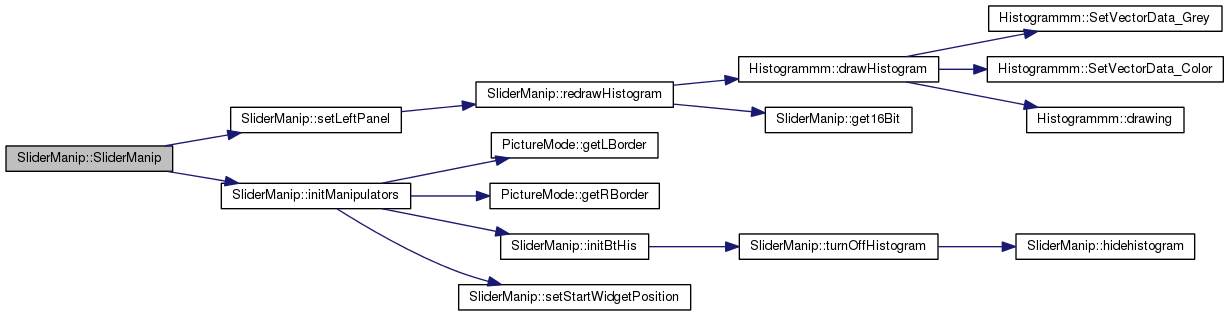 Histogrammm::SetVectorData_Grey
Histogrammm::drawHistogram
Histogrammm::SetVectorData_Color
SliderManip::redrawHistogram
SliderManip::setLeftPanel
SliderManip::get16Bit
Histogrammm::drawing
PictureMode::getLBorder
SliderManip::SliderManip
SliderManip::initManipulators
PictureMode::getRBorder
SliderManip::initBtHis
SliderManip::turnOffHistogram
SliderManip::hidehistogram
SliderManip::setStartWidgetPosition